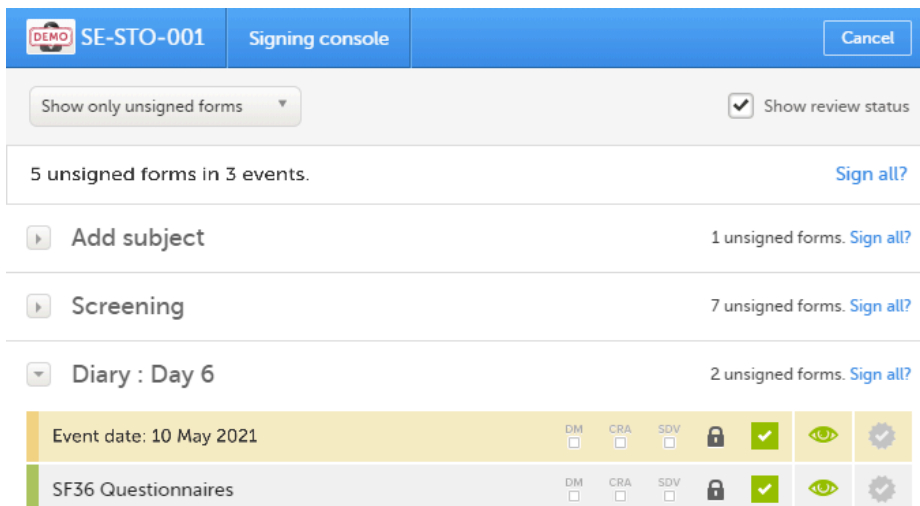 DEMO SE-STO-001 Signing console Cancel
Show only unsigned forms Show review status
5 unsigned forms in 3 events. Sign all?
Add subject 1 unsigned forms. Sign all?
Screening 7 unsigned forms. Sign all?
Diary : Day 6 2 unsigned forms. Sign all?
Event date: 10 May 2021 DM CRA SDV
SF36 Questionnaires DM CRA SDV